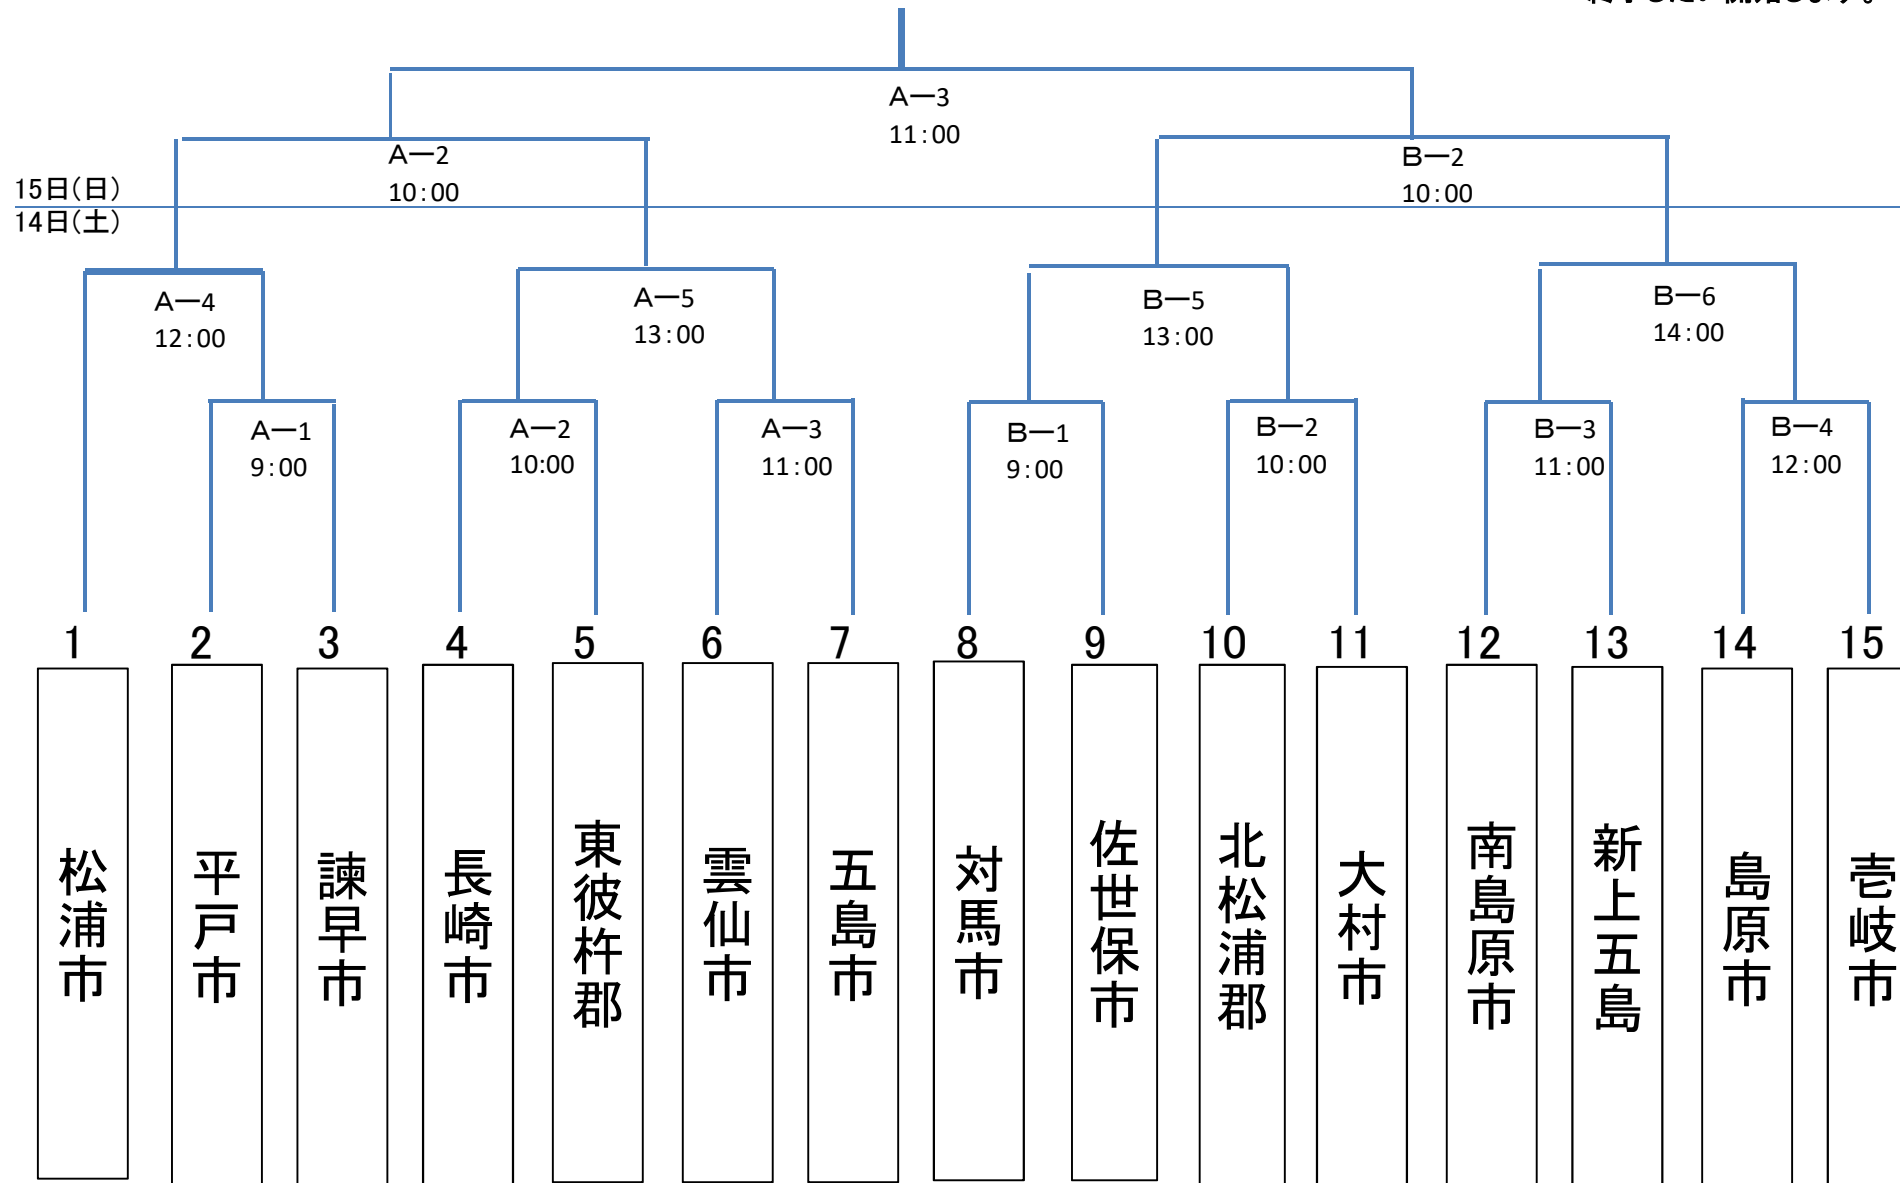 A－3
11：00
A－2
10：00
B－2
10：00
15日（日）
14日（土）
A－4
12：00
A－5
13：00
B－5
13：00
B－6
14：00
A－1
9：00
A－2
10:00
A－3
11：00
B－1
9：00
B－2
10：00
B－3
11：00
B－4
12：00
1 2 3 4 5 6 7 8 9 10 11 12 13 14 15
松浦市
平戸市
諫早市
長崎市
東彼杵郡
雲仙市
五島市
対馬市
佐世保市
北松浦郡
大村市
南島原市
新上五島
島原市
壱岐市